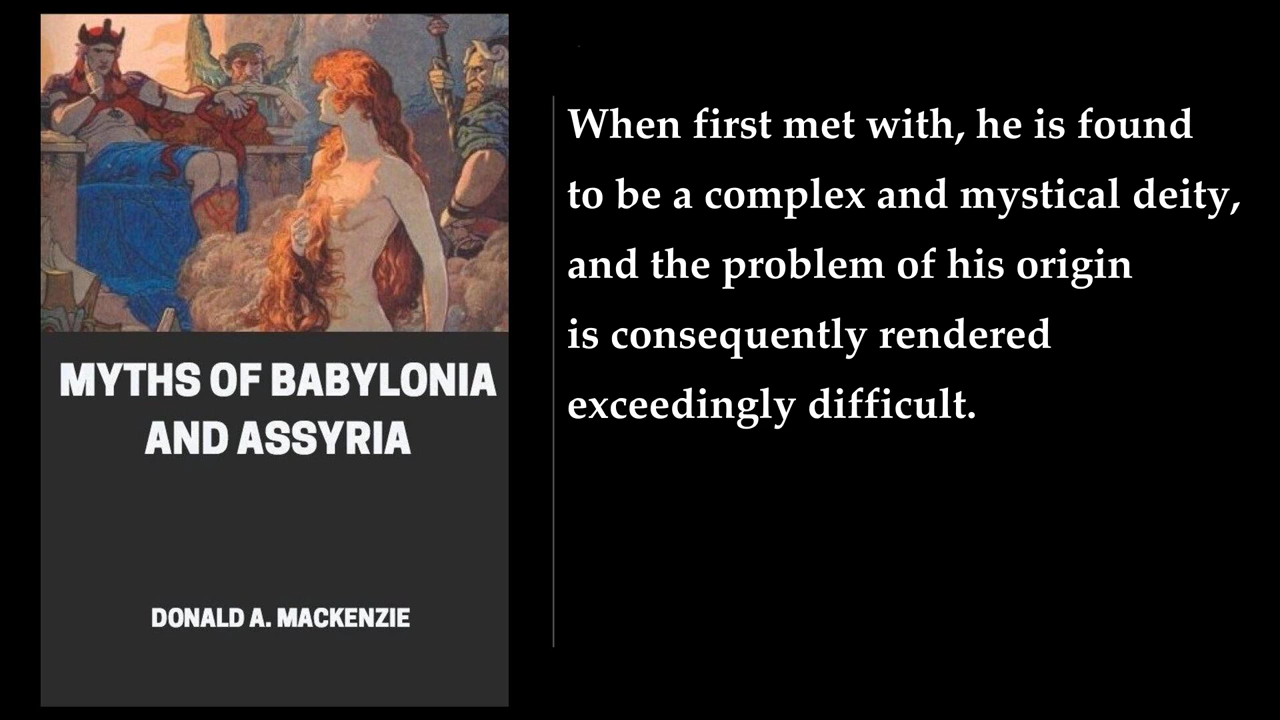 MYTHS OF BABYLONIA
AND ASSYRIA
DONALD A. MACKENZIE
When first met with, he is found
to be a complex and mystical deity,
and the problem of his origin
is consequently rendered
exceedingly difficult.